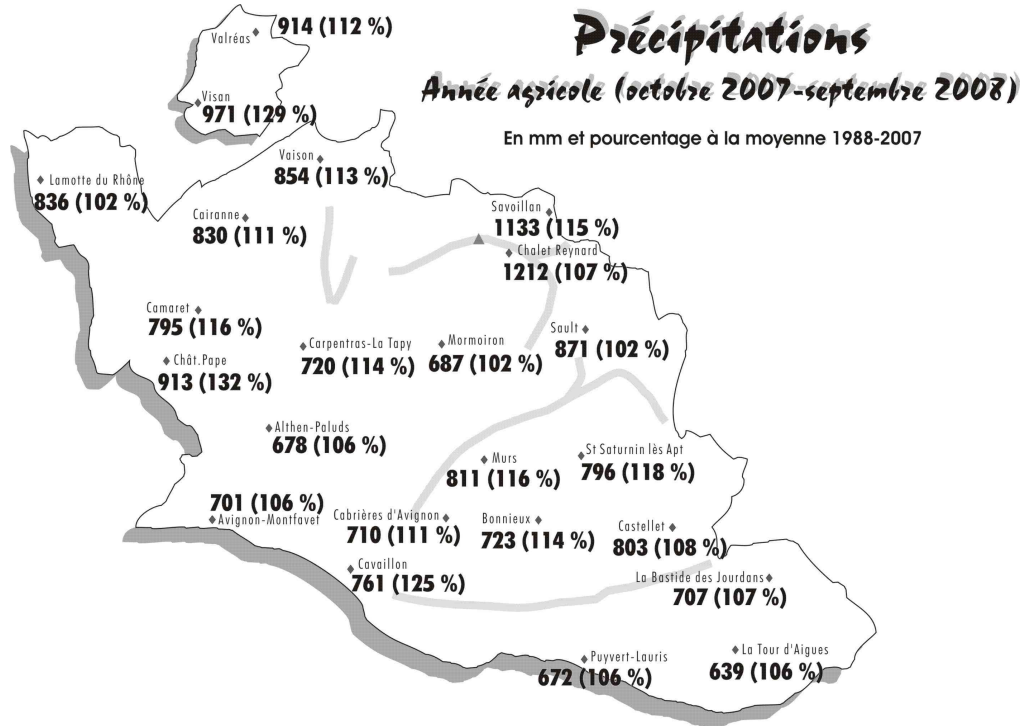 Précipitations
Année agricole (octobre 2007-septembre 2008)
En mm et pourcentage à la moyenne 1988-2007
914 (112 %)
Valréas
Visan
971 (129 %)
Vaison
854 (113 %)
Lamotte du Rhône
836 (102 %)
Cairanne
830 (111 %)
Savoillan
1133 (115 %)
Chalet Reynard
1212 (107 %)
Camaret
795 (116 %)
Carpentras-La Tapy
720 (114 %)
Mormoiron
687 (102 %)
Sault
871 (102 %)
Chât.Pape
913 (132 %)
Althen-Paluds
678 (106 %)
Murs
811 (116 %)
St Saturnin lès Apt
796 (118 %)
701 (106 %)
Avignon-Montfavet
Cabrières d'Avignon
710 (111 %)
Bonnieux
723 (114 %)
Castellet
803 (108 %)
Cavaillon
761 (125 %)
La Bastide des Jourdans
707 (107 %)
Puyvert-Lauris
672 (106 %)
La Tour d'Aigues
639 (106 %)